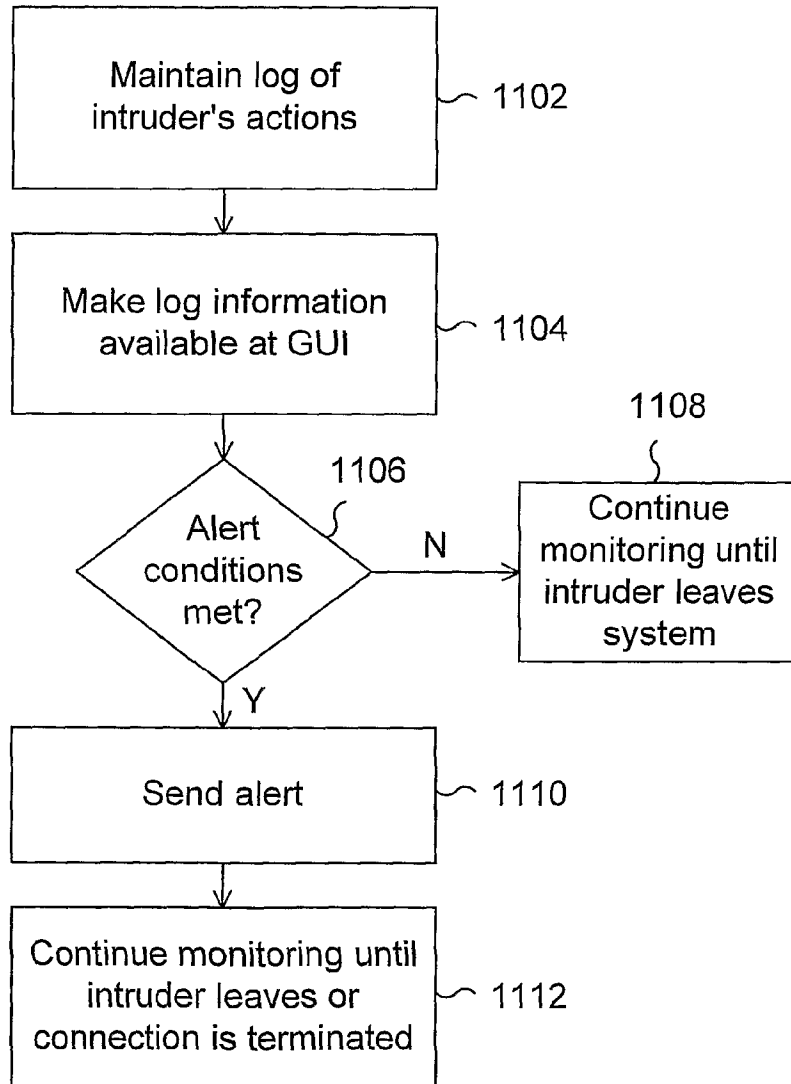 Maintain log of
intruder's actions
1102
Make log information
available at GUI
1104
1106
Alert
conditions
met?
N
1108
Continue
monitoring until
intruder leaves
system
Y
Send alert
1110
Continue monitoring until
intruder leaves or
connection is terminated
1112